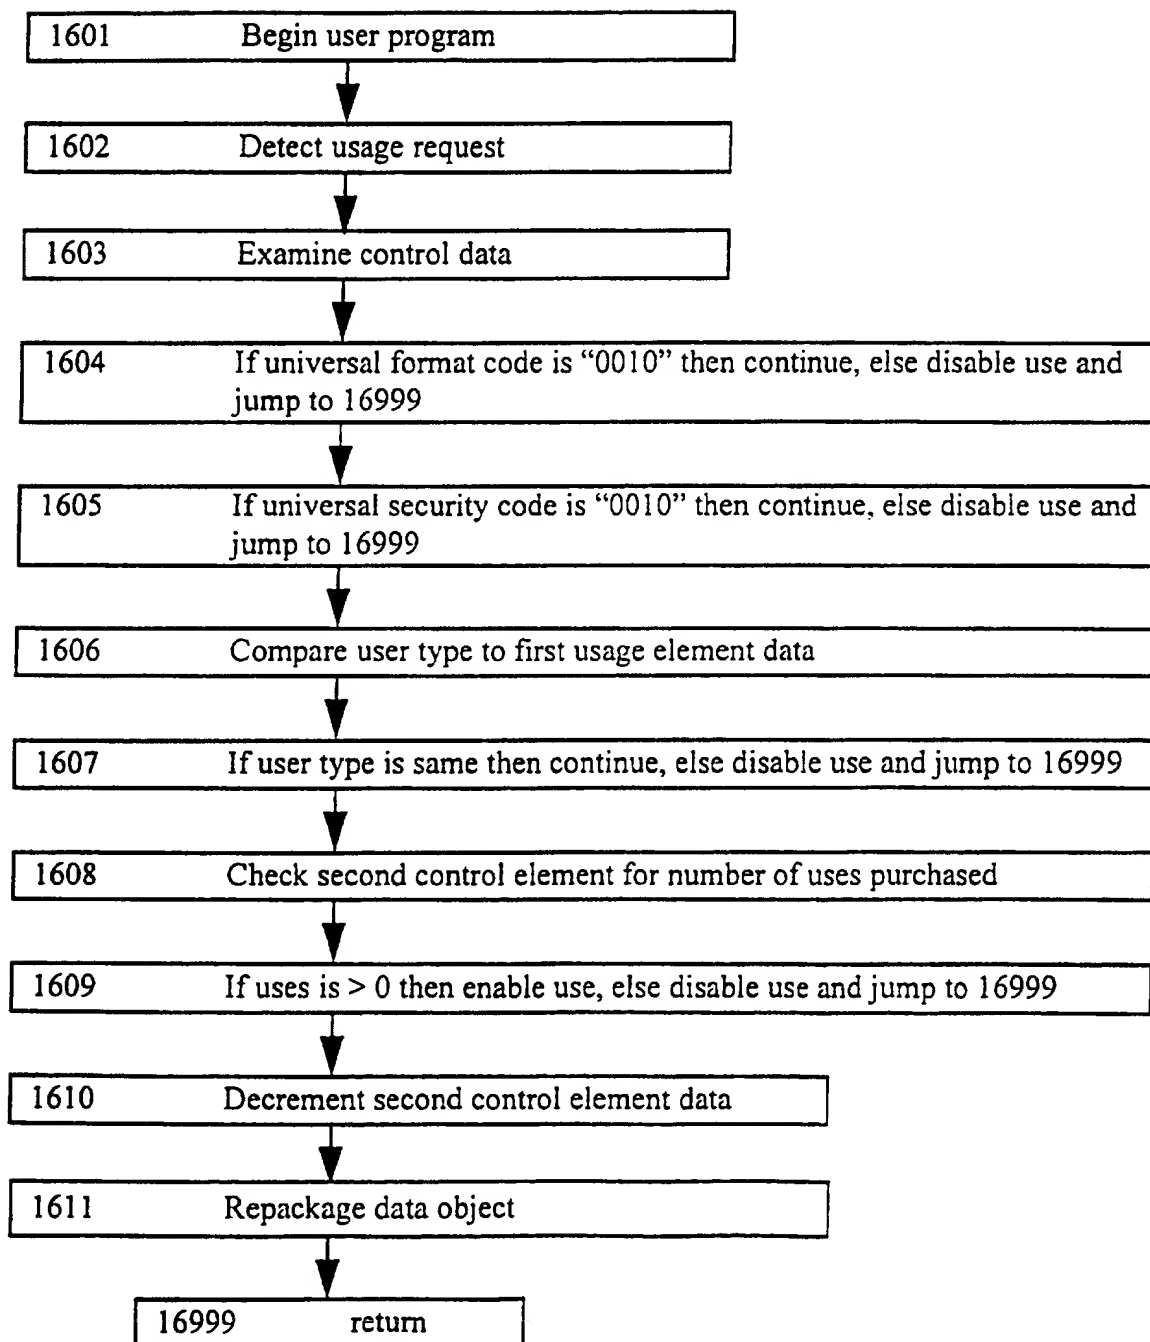 1601 Begin user program
1602 Detect usage request
1603 Examine control data
1604 If universal format code is “0010” then continue, else disable use and
jump to 16999
1605 If universal security code is “0010” then continue, else disable use and
jump to 16999
1606 Compare user type to first usage element data
1607 If user type is same then continue, else disable use and jump to 16999
1608 Check second control element for number of uses purchased
1609 If uses is > 0 then enable use, else disable use and jump to 16999
1610 Decrement second control element data
1611 Repackage data object
16999 return